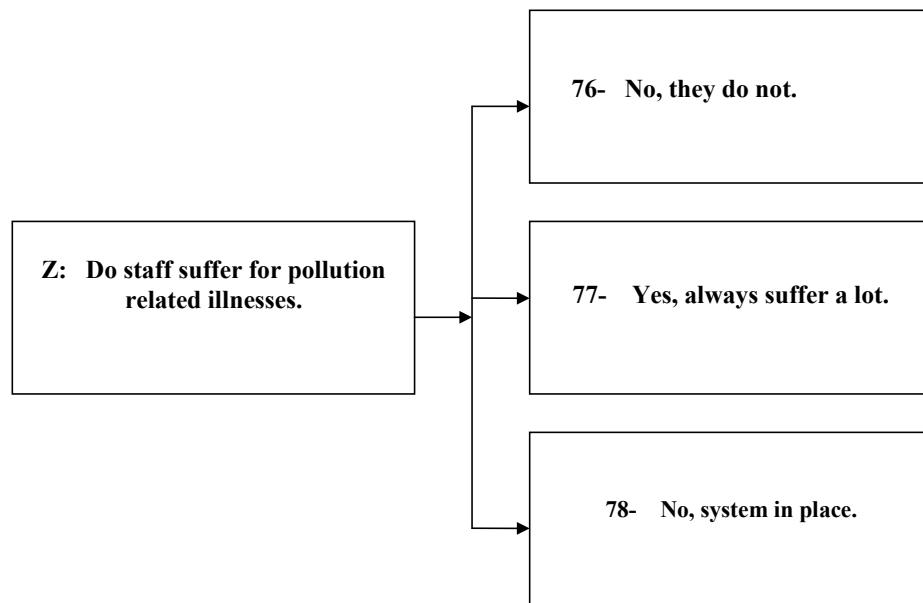 76- No, they do not.
Z: Do staff suffer for pollution
related illnesses.
77- Yes, always suffer a lot.
78- No, system in place.